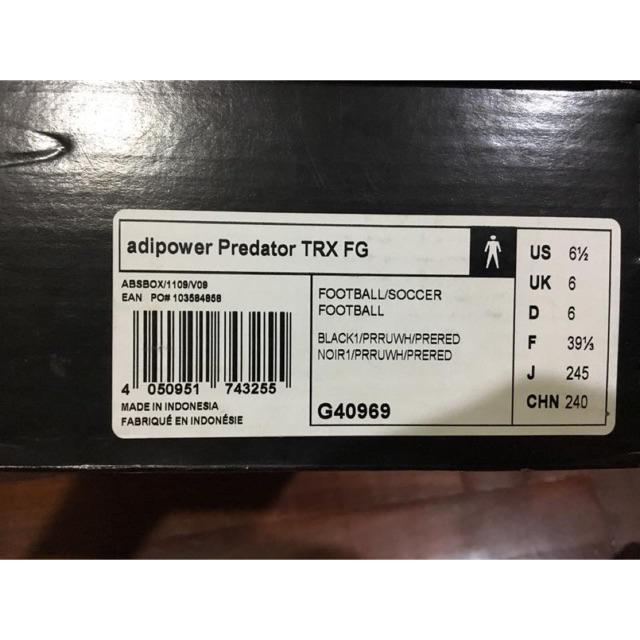 adipower Predator TRX FG
ABSBOX/1109/V09
EAN PO# 103584858
4 050951 743255
MADE IN INDONESIA
FABRIQUÉ EN INDONÉSIE
FOOTBALL/SOCCER
FOOTBALL
BLACK1/PRRUWH/PRERED
NOIR1/PRRUWH/PRERED
G40969
US 6½
UK 6
D 6
F 39⅓
J 245
CHN 240